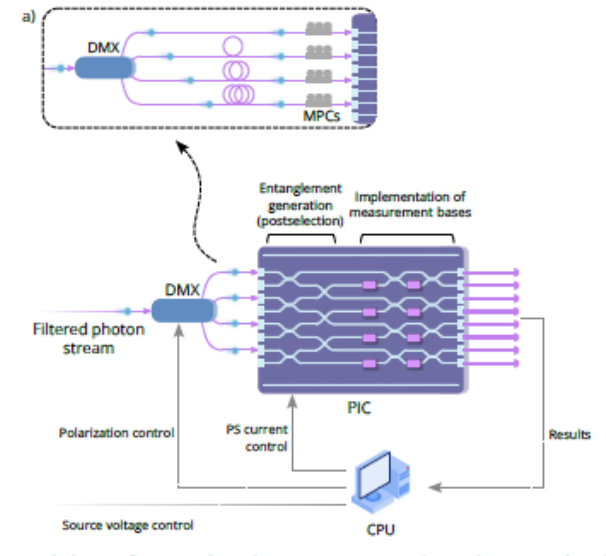 a)
DMX
MPCs
Entanglement
generation
(postselection)
Implementation of
measurement bases
DMX
Filtered photon
stream
PIC
Polarization control
PS current
control
Results
Source voltage control
CPU